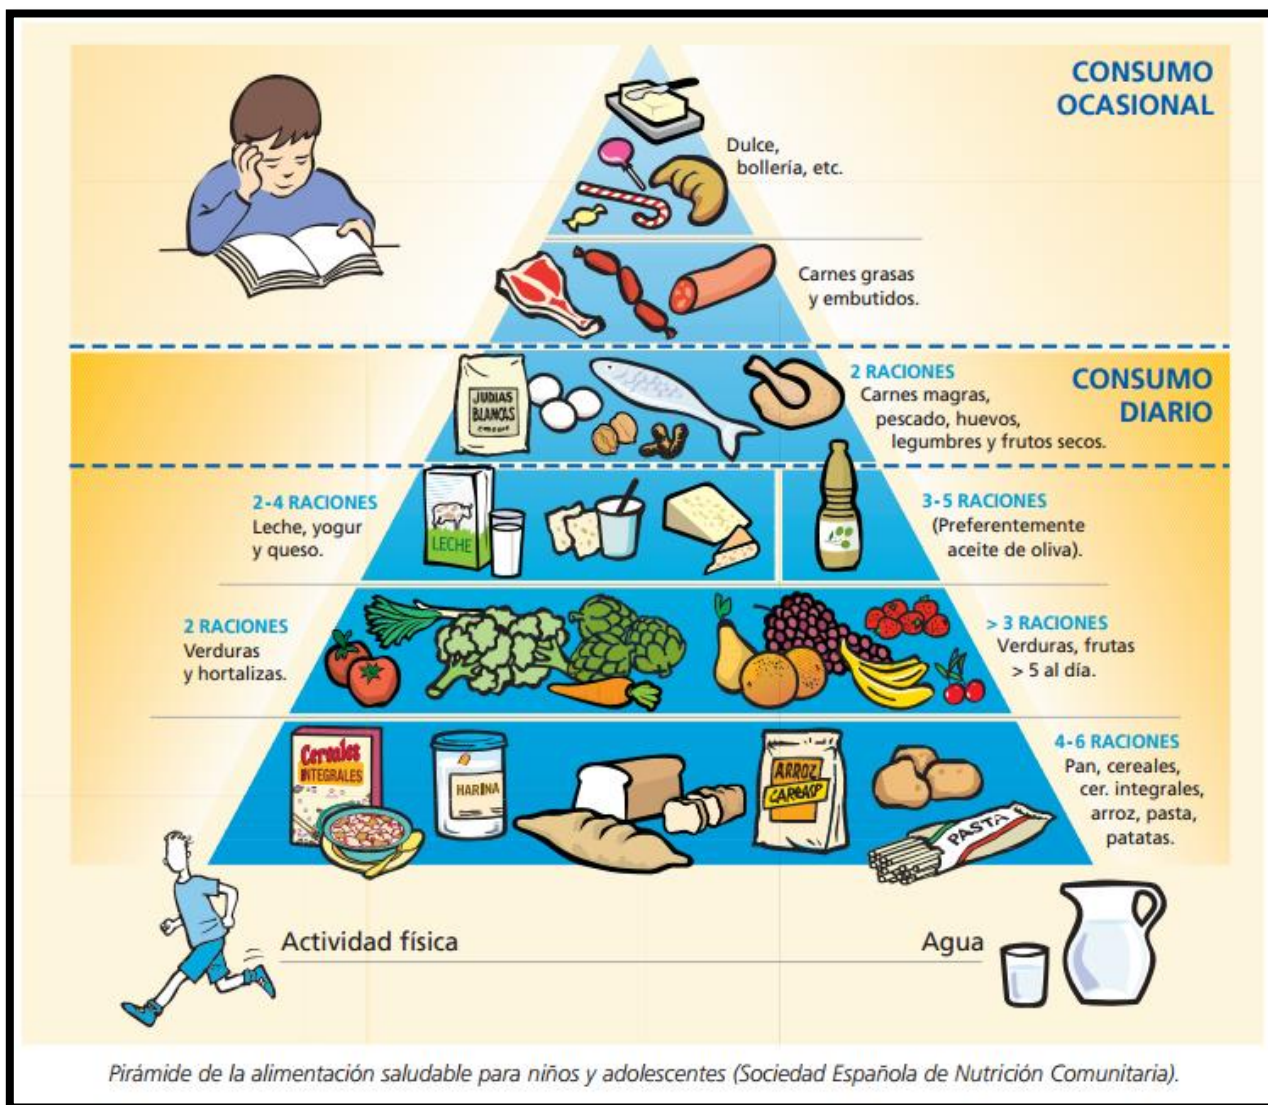 CONSUMO
OCASIONAL
Dulce,
bollería, etc.
Carnes grasas
y embutidos.
2 RACIONES
Carnes magras,
pescado, huevos,
legumbres y frutos secos.
CONSUMO
DIARIO
JUDIAS
BLANCAS
2-4 RACIONES
Leche, yogur
y queso.
LECHE
3-5 RACIONES
(Preferentemente
aceite de oliva).
2 RACIONES
Verduras
y hortalizas.
> 3 RACIONES
Verduras, frutas
> 5 al día.
Cereales
INTEGRALES
HARINA
ARROZ
PASTA
4-6 RACIONES
Pan, cereales,
cer. integrales,
arroz, pasta,
patatas.
Actividad física
Agua
Pirámide de la alimentación saludable para niños y adolescentes (Sociedad Española de Nutrición Comunitaria).